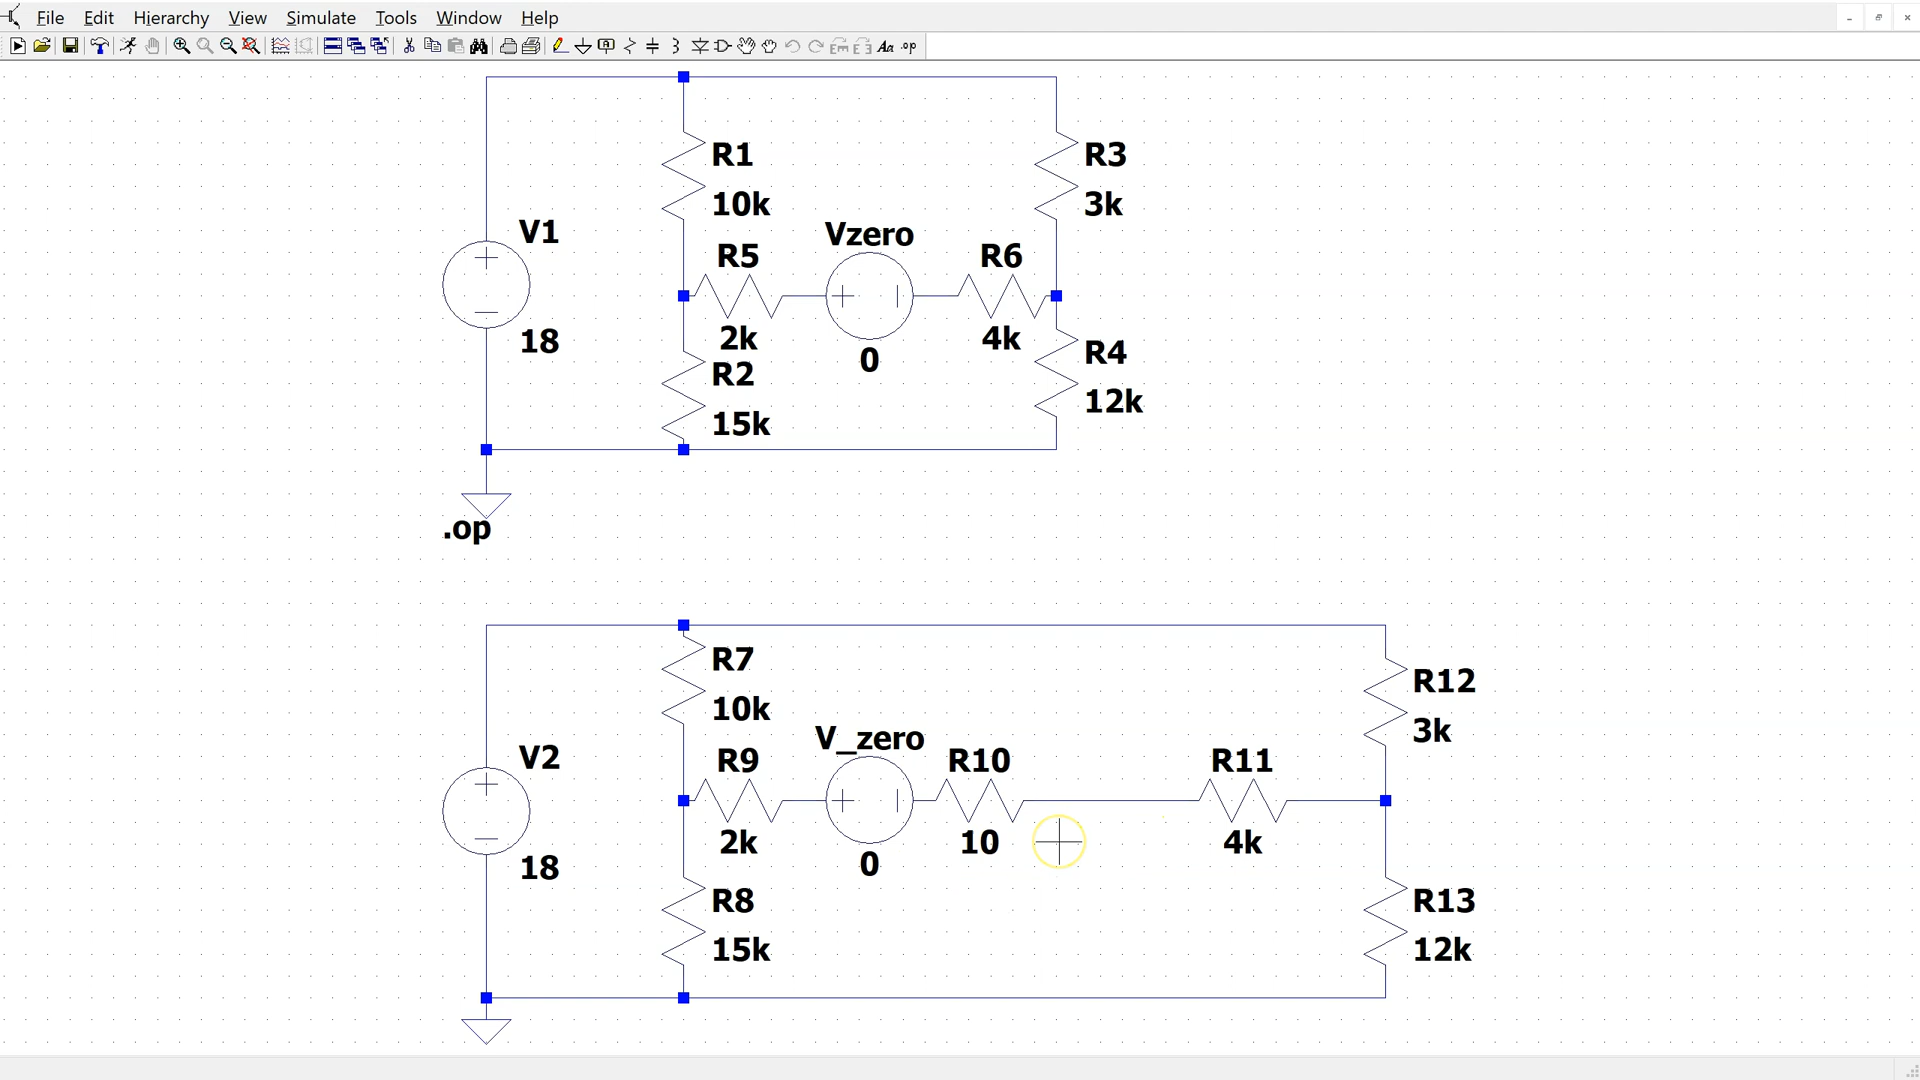 File Edit Hierarchy View Simulate Tools Window Help
Aa .op
R1
10k
R3
3k
V1
18
Vzero
0
R5
2k
R6
4k
R2
15k
R4
12k
.op
R7
10k
R12
3k
V2
18
V_zero
0
R9
2k
R10
10
R11
4k
R8
15k
R13
12k